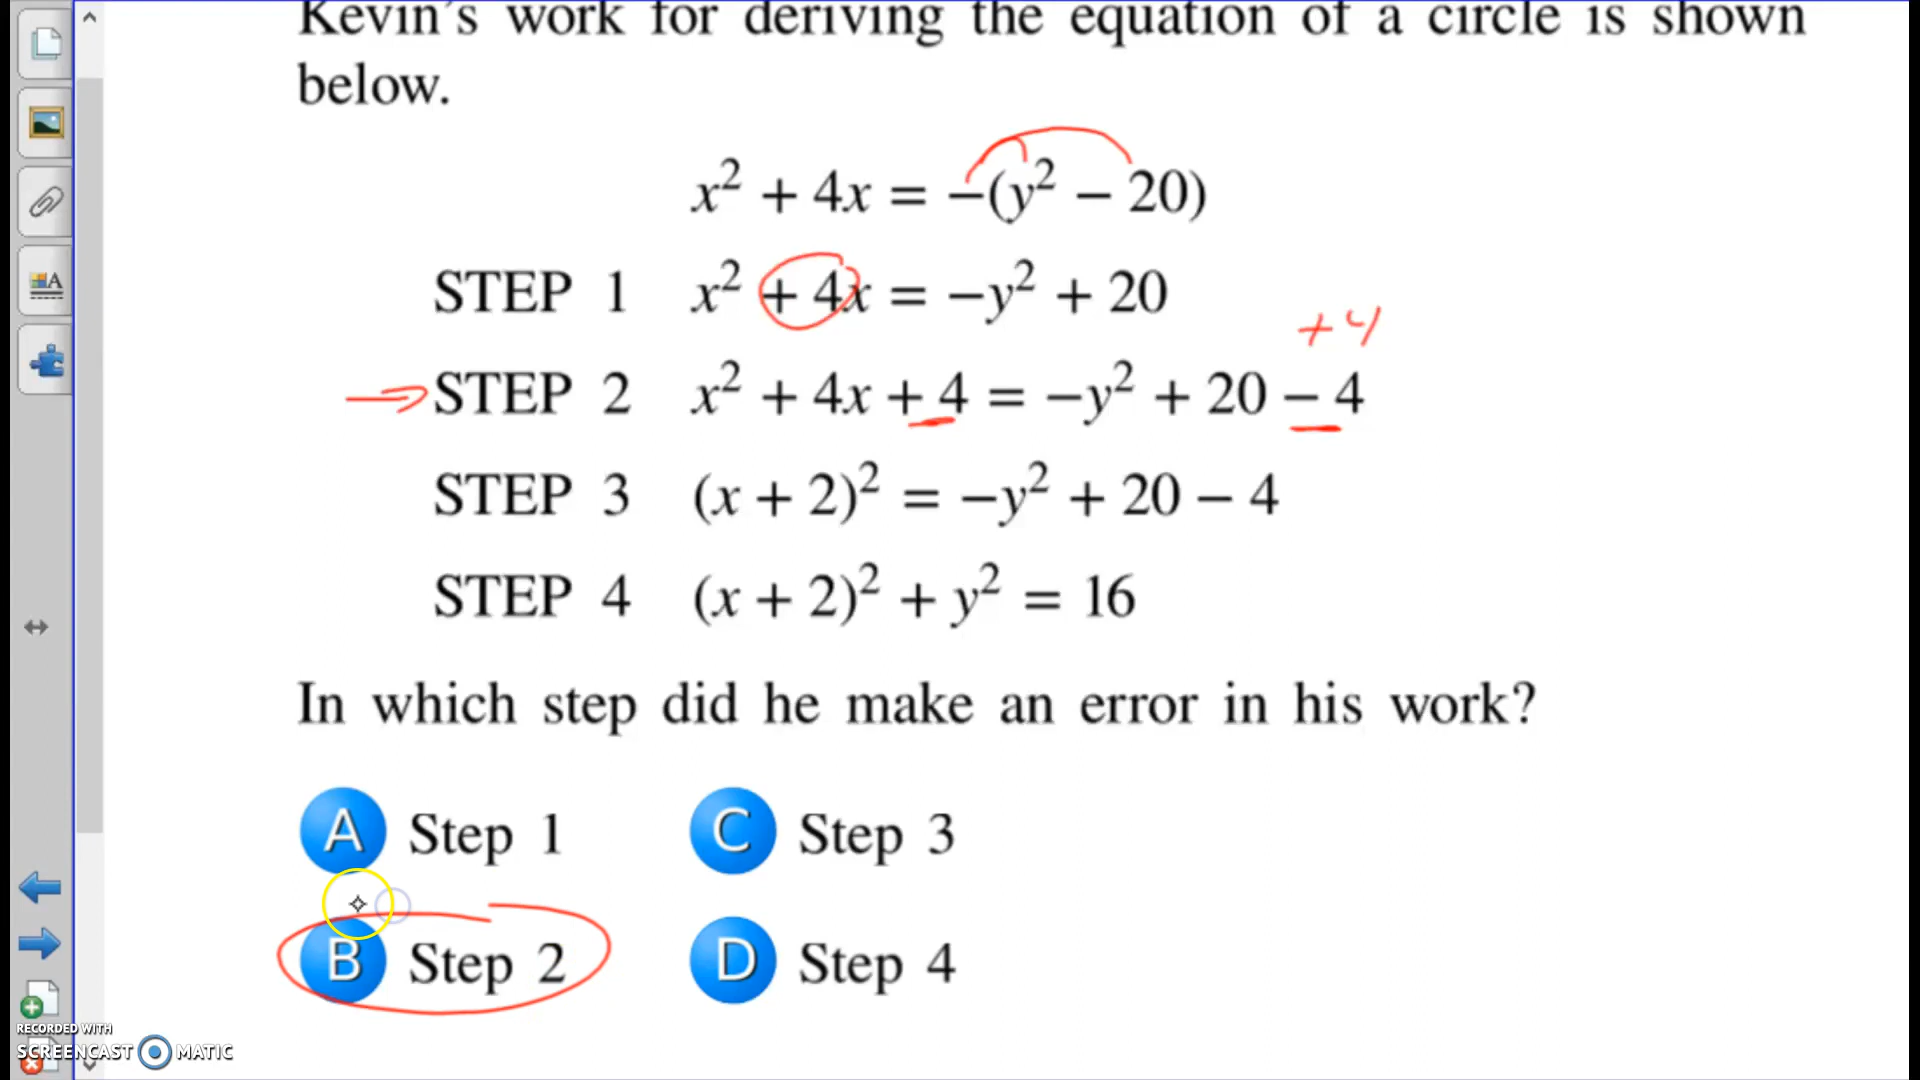 Kevin's work for deriving the equation of a circle is shown
below.
x² + 4x = −(y² − 20)
STEP 1 x² + 4x = −y² + 20
+4
STEP 2 x² + 4x + 4 = −y² + 20 − 4
STEP 3 (x + 2)² = −y² + 20 − 4
STEP 4 (x + 2)² + y² = 16
In which step did he make an error in his work?
A Step 1 C Step 3
B Step 2 D Step 4
RECORDED WITH
SCREENCAST MATIC